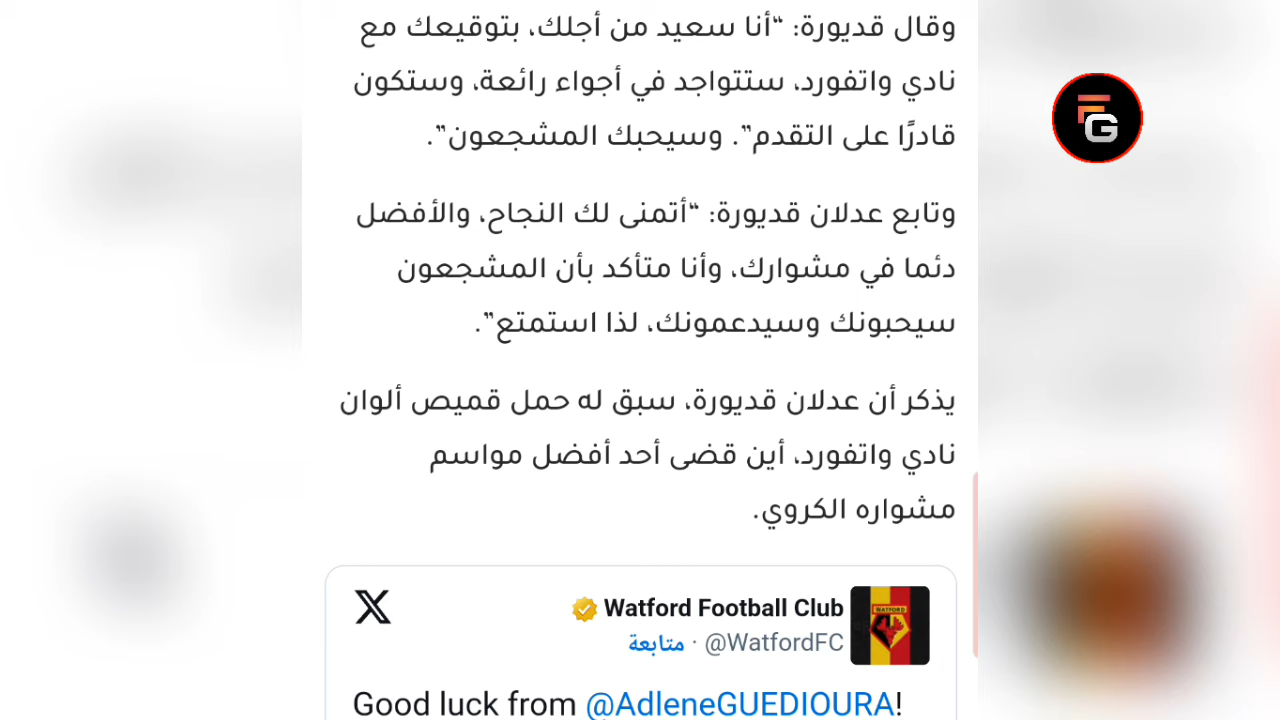 وقال قديورة: “أنا سعيد من أجلك، بتوقيعك مع
نادي واتفورد، ستتواجد في أجواء رائعة، وستكون
قادرًا على التقدم”. وسيحبك المشجعون”.
وتابع عدلان قديورة: “أتمنى لك النجاح، والأفضل
دئما في مشوارك، وأنا متأكد بأن المشجعون
سيحبونك وسيدعمونك، لذا استمتع”.
يذكر أن عدلان قديورة، سبق له حمل قميص ألوان
نادي واتفورد، أين قضى أحد أفضل مواسم
مشواره الكروي.
Watford Football Club
@WatfordFC · متابعة
WATFORD
Good luck from @AdleneGUEDIOURA!
FG